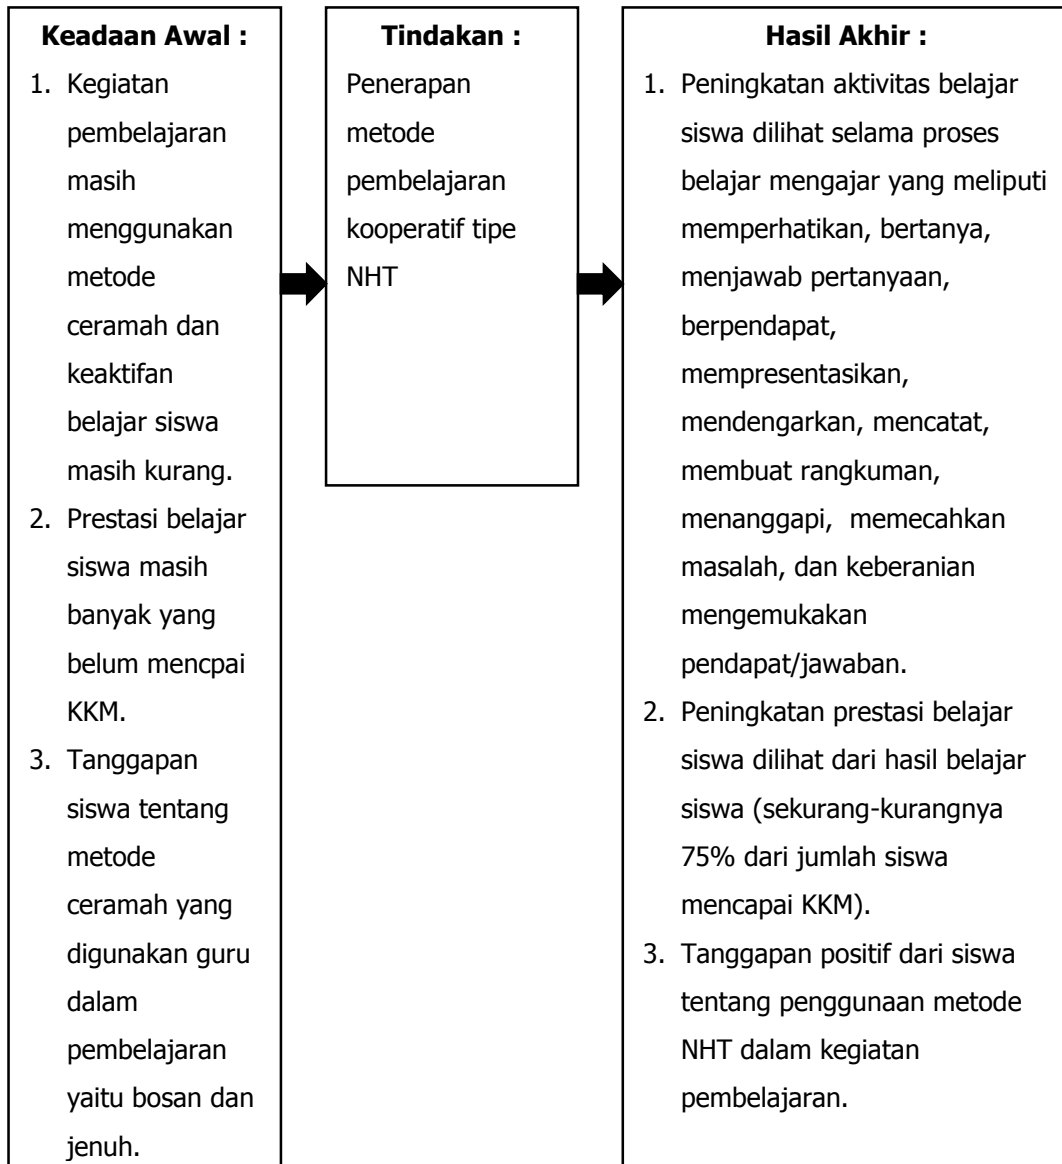 Keadaan Awal :
1. Kegiatan
pembelajaran
masih
menggunakan
metode
ceramah dan
keaktifan
belajar siswa
masih kurang.
2. Prestasi belajar
siswa masih
banyak yang
belum mencpai
KKM.
3. Tanggapan
siswa tentang
metode
ceramah yang
digunakan guru
dalam
pembelajaran
yaitu bosan dan
jenuh.
Tindakan :
Penerapan
metode
pembelajaran
kooperatif tipe
NHT
Hasil Akhir :
1. Peningkatan aktivitas belajar
siswa dilihat selama proses
belajar mengajar yang meliputi
memperhatikan, bertanya,
menjawab pertanyaan,
berpendapat,
mempresentasikan,
mendengarkan, mencatat,
membuat rangkuman,
menanggapi, memecahkan
masalah, dan keberanian
mengemukakan
pendapat/jawaban.
2. Peningkatan prestasi belajar
siswa dilihat dari hasil belajar
siswa (sekurang-kurangnya
75% dari jumlah siswa
mencapai KKM).
3. Tanggapan positif dari siswa
tentang penggunaan metode
NHT dalam kegiatan
pembelajaran.